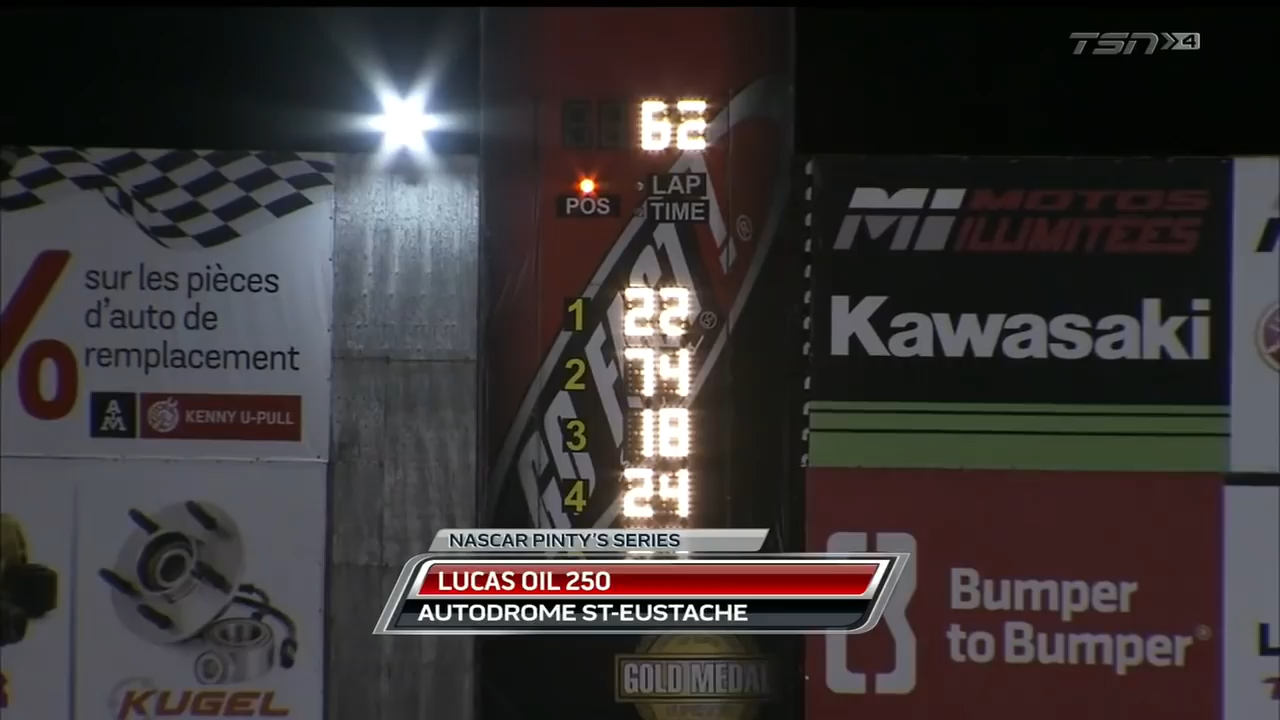 TSN 4
62
POS
LAP
TIME
%
sur les pièces
d'auto de
remplacement
KENNY U-PULL
MI MOTOS
ILLIMITÉES
Kawasaki
1 22
2 74
3 18
4 24
NASCAR PINTY'S SERIES
LUCAS OIL 250
AUTODROME ST-EUSTACHE
Bumper
to Bumper®
GOLD MEDAL
KUGEL